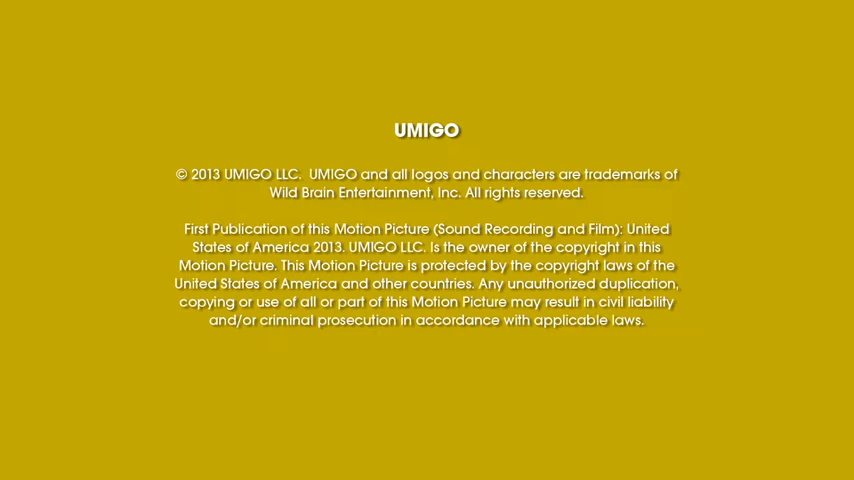 UMIGO
© 2013 UMIGO LLC.  UMIGO and all logos and characters are trademarks of
Wild Brain Entertainment, Inc. All rights reserved.
First Publication of this Motion Picture (Sound Recording and Film): United
States of America 2013. UMIGO LLC. Is the owner of the copyright in this
Motion Picture. This Motion Picture is protected by the copyright laws of the
United States of America and other countries. Any unauthorized duplication,
copying or use of all or part of this Motion Picture may result in civil liability
and/or criminal prosecution in accordance with applicable laws.